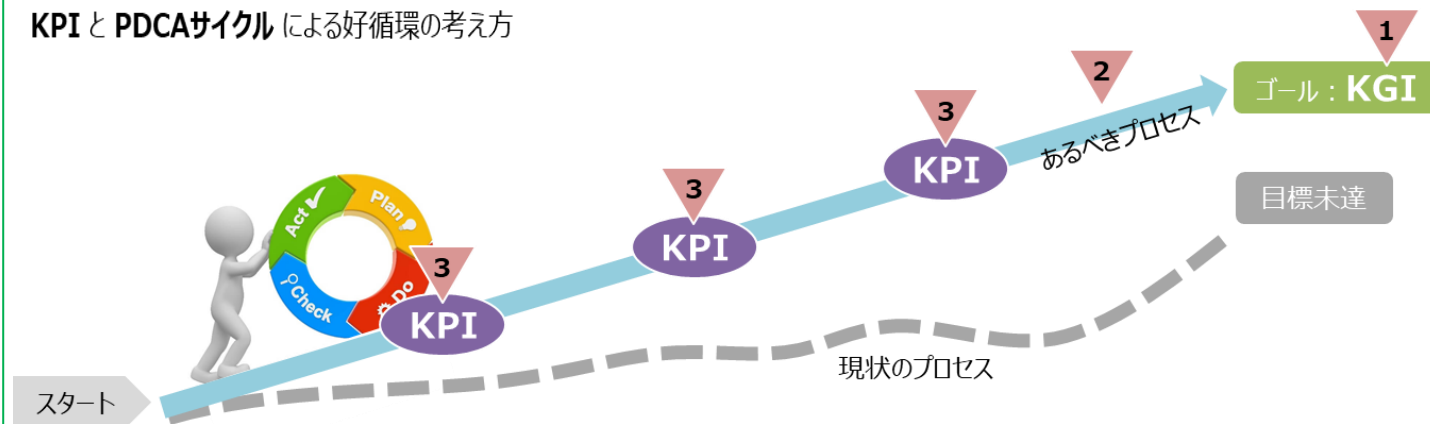 KPI と PDCAサイクル による好循環の考え方
1
2
ゴール : KGI
3
あるべきプロセス
KPI
3
目標未達
KPI
Act
Plan
3
Check
Do
KPI
現状のプロセス
スタート